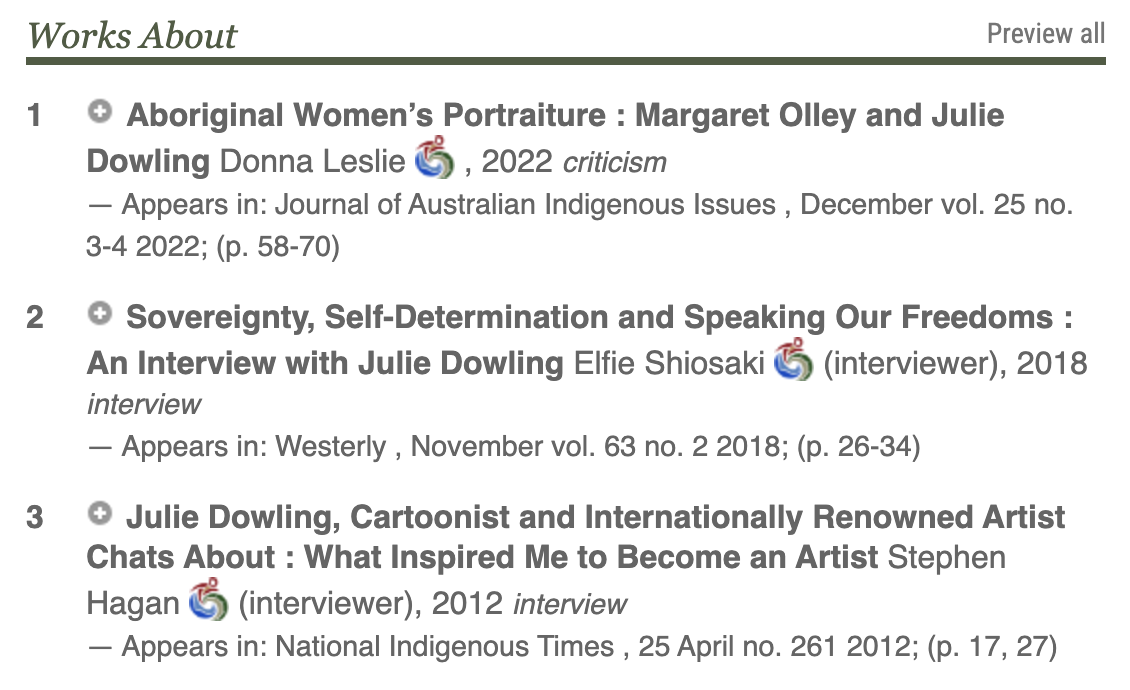 Works About
Preview all
1 Aboriginal Women’s Portraiture : Margaret Olley and Julie
Dowling Donna Leslie , 2022 criticism
— Appears in: Journal of Australian Indigenous Issues , December vol. 25 no.
3-4 2022; (p. 58-70)
2 Sovereignty, Self-Determination and Speaking Our Freedoms :
An Interview with Julie Dowling Elfie Shiosaki (interviewer), 2018
interview
— Appears in: Westerly , November vol. 63 no. 2 2018; (p. 26-34)
3 Julie Dowling, Cartoonist and Internationally Renowned Artist
Chats About : What Inspired Me to Become an Artist Stephen
Hagan (interviewer), 2012 interview
— Appears in: National Indigenous Times , 25 April no. 261 2012; (p. 17, 27)